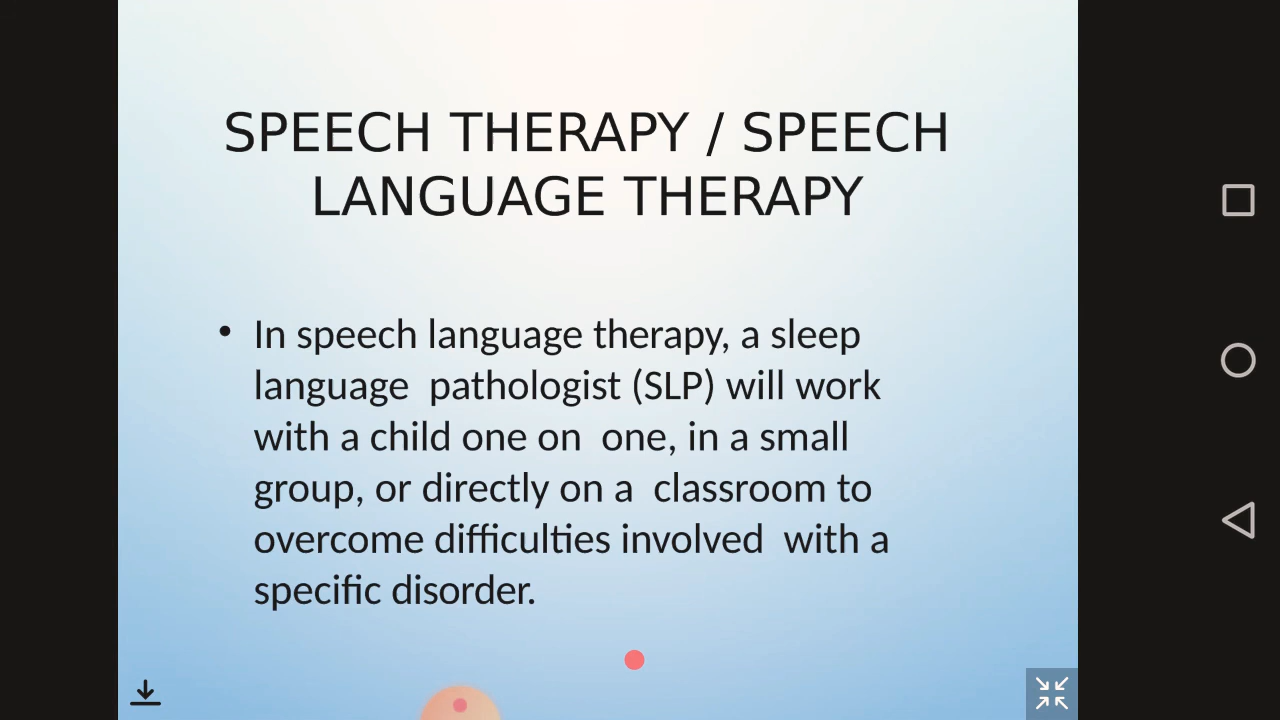 SPEECH THERAPY / SPEECH
LANGUAGE THERAPY
• In speech language therapy, a sleep
language pathologist (SLP) will work
with a child one on one, in a small
group, or directly on a classroom to
overcome difficulties involved with a
specific disorder.